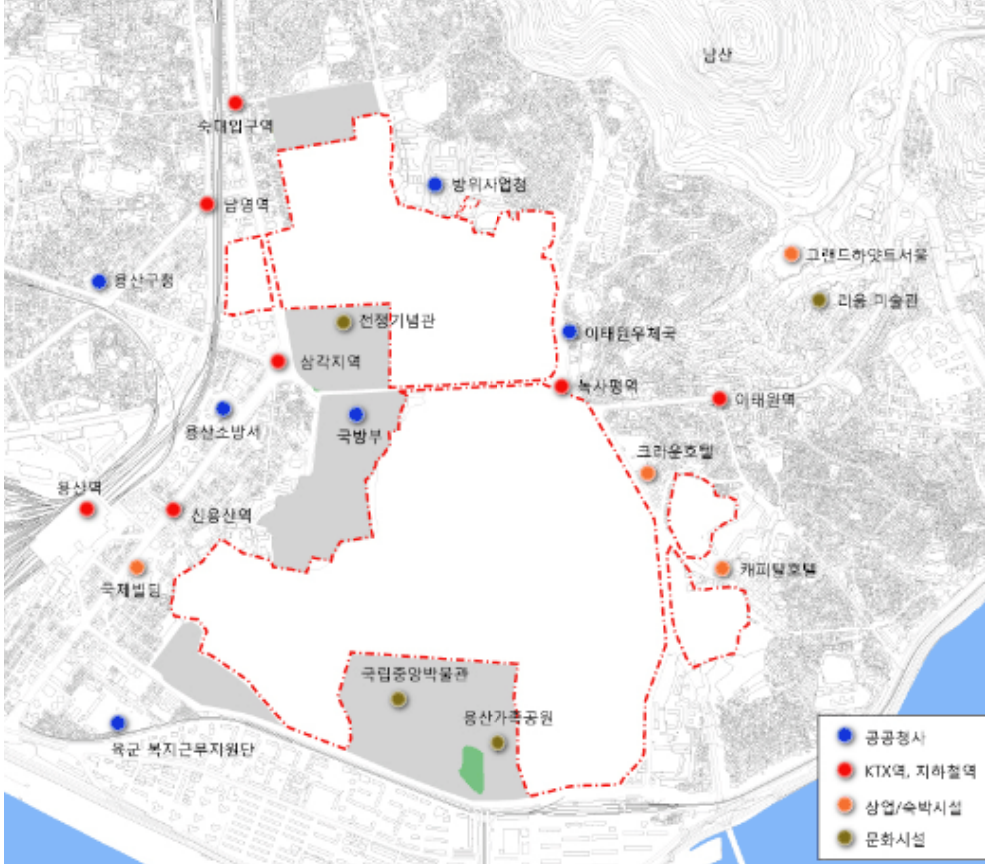 남산
숙대입구역
방위사업청
남영역
그랜드하얏트서울
용산구청
리움 미술관
전쟁기념관
이태원우체국
삼각지역
녹사평역
이태원역
용산소방서
국방부
크라운호텔
용산역
신용산역
국제빌딩
캐피탈호텔
국립중앙박물관
용산가족공원
육군 복지근무지원단
공공청사
KTX역, 지하철역
상업/숙박시설
문화시설